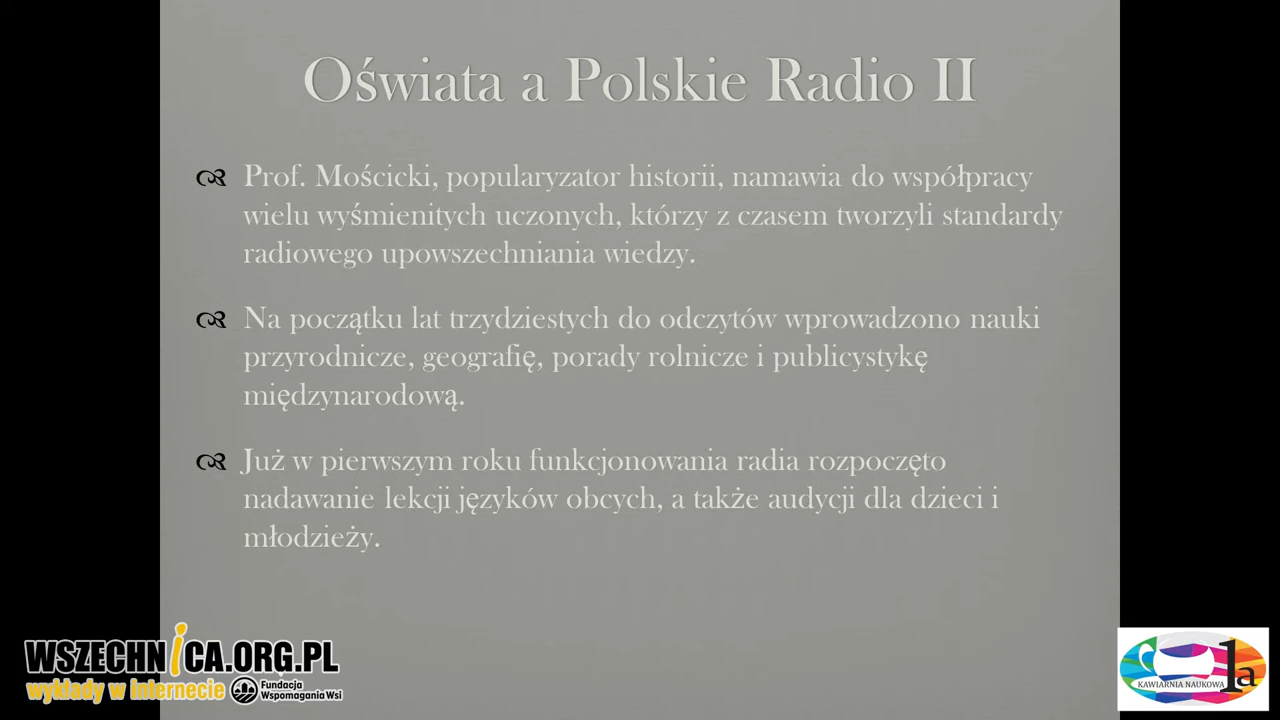 Oświata a Polskie Radio II
Prof. Mościcki, popularyzator historii, namawia do współpracy
wielu wyśmienitych uczonych, którzy z czasem tworzyli standardy
radiowego upowszechniania wiedzy.
Na początku lat trzydziestych do odczytów wprowadzono nauki
przyrodnicze, geografię, porady rolnicze i publicystykę
międzynarodową.
Już w pierwszym roku funkcjonowania radia rozpoczęto
nadawanie lekcji języków obcych, a także audycji dla dzieci i
młodzieży.
WSZECHNICA.ORG.PL
wykłady w internecie
Fundacja
Wspomagania Wsi
KAWIARNIA NAUKOWA 1a